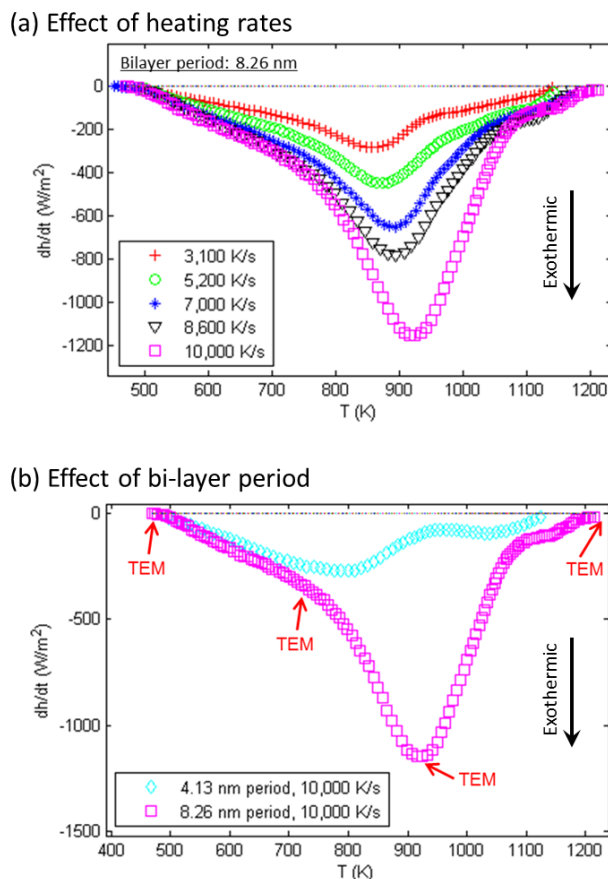 (a) Effect of heating rates
Bilayer period: 8.26 nm
0
-200
-400
-600
-800
-1000
-1200
dh/dt (W/m²)
Exothermic
3,100 K/s
5,200 K/s
7,000 K/s
8,600 K/s
10,000 K/s
500 600 700 800 900 1000 1100 1200
T (K)
(b) Effect of bi-layer period
0
-500
-1000
-1500
dh/dt (W/m²)
TEM
TEM
TEM
TEM
Exothermic
4.13 nm period, 10,000 K/s
8.26 nm period, 10,000 K/s
400 500 600 700 800 900 1000 1100 1200
T (K)